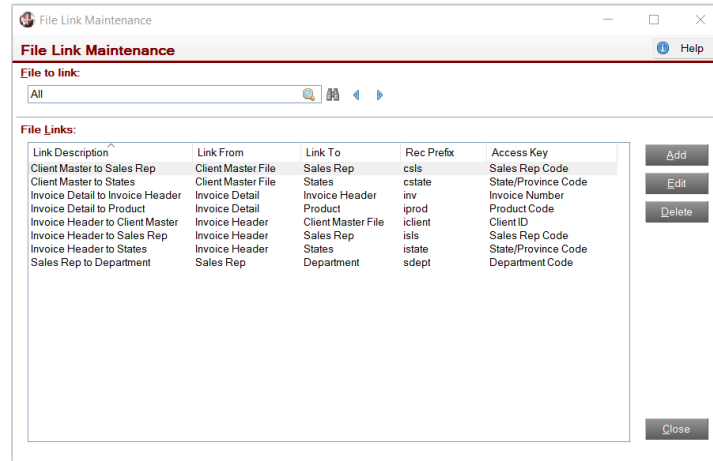 File Link Maintenance
File Link Maintenance
Help
File to link:
All
File Links:
Link Description Link From Link To Rec Prefix Access Key
Client Master to Sales Rep Client Master File Sales Rep csls Sales Rep Code
Client Master to States Client Master File States cstate State/Province Code
Invoice Detail to Invoice Header Invoice Detail Invoice Header inv Invoice Number
Invoice Detail to Product Invoice Detail Product iprod Product Code
Invoice Header to Client Master Invoice Header Client Master File iclient Client ID
Invoice Header to Sales Rep Invoice Header Sales Rep isls Sales Rep Code
Invoice Header to States Invoice Header States istate State/Province Code
Sales Rep to Department Sales Rep Department sdept Department Code
Add
Edit
Delete
Close